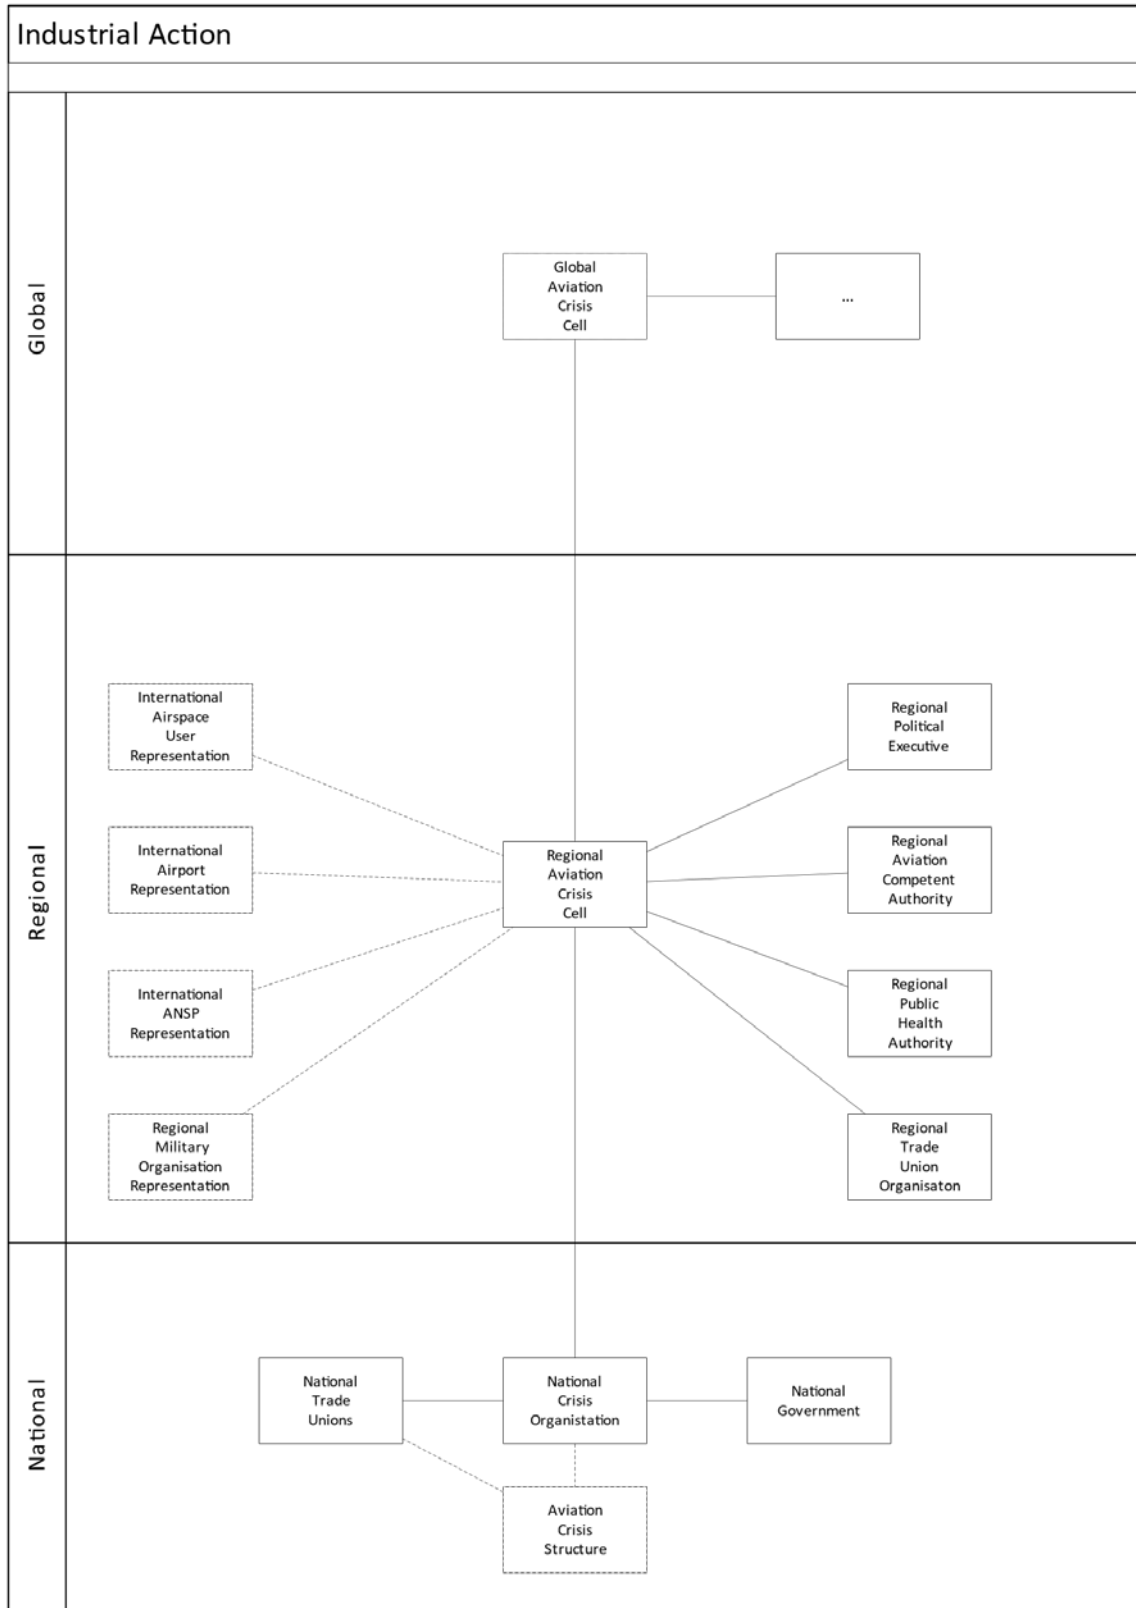 Industrial Action
Global
Global
Aviation
Crisis
Cell
...
Regional
International
Airspace
User
Representation
Regional
Political
Executive
International
Airport
Representation
Regional
Aviation
Crisis
Cell
Regional
Aviation
Competent
Authority
International
ANSP
Representation
Regional
Public
Health
Authority
Regional
Military
Organisation
Representation
Regional
Trade
Union
Organisaton
National
National
Trade
Unions
National
Crisis
Organistation
National
Government
Aviation
Crisis
Structure